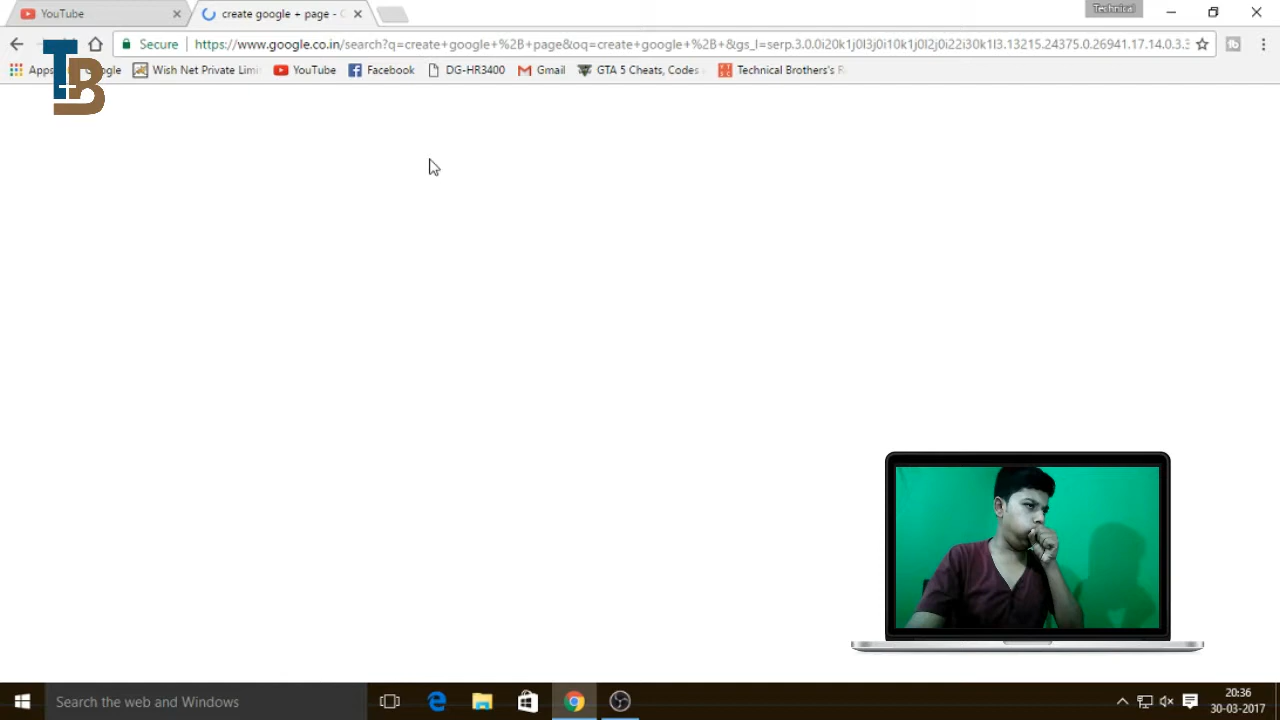 YouTube
create google + page - G
Technical
Secure
https://www.google.co.in/search?q=create+google+%2B+page&oq=create+google+%2B+&gs_l=serp.3.0.0i20k1j0l3j0i10k1j0l2j0i22i30k1l3.13215.24375.0.26941.17.14.0.3.3
Apps
Wish Net Private Limi
YouTube
Facebook
DG-HR3400
Gmail
GTA 5 Cheats, Codes
Technical Brother's R
TB
Search the web and Windows
20:36
30-03-2017